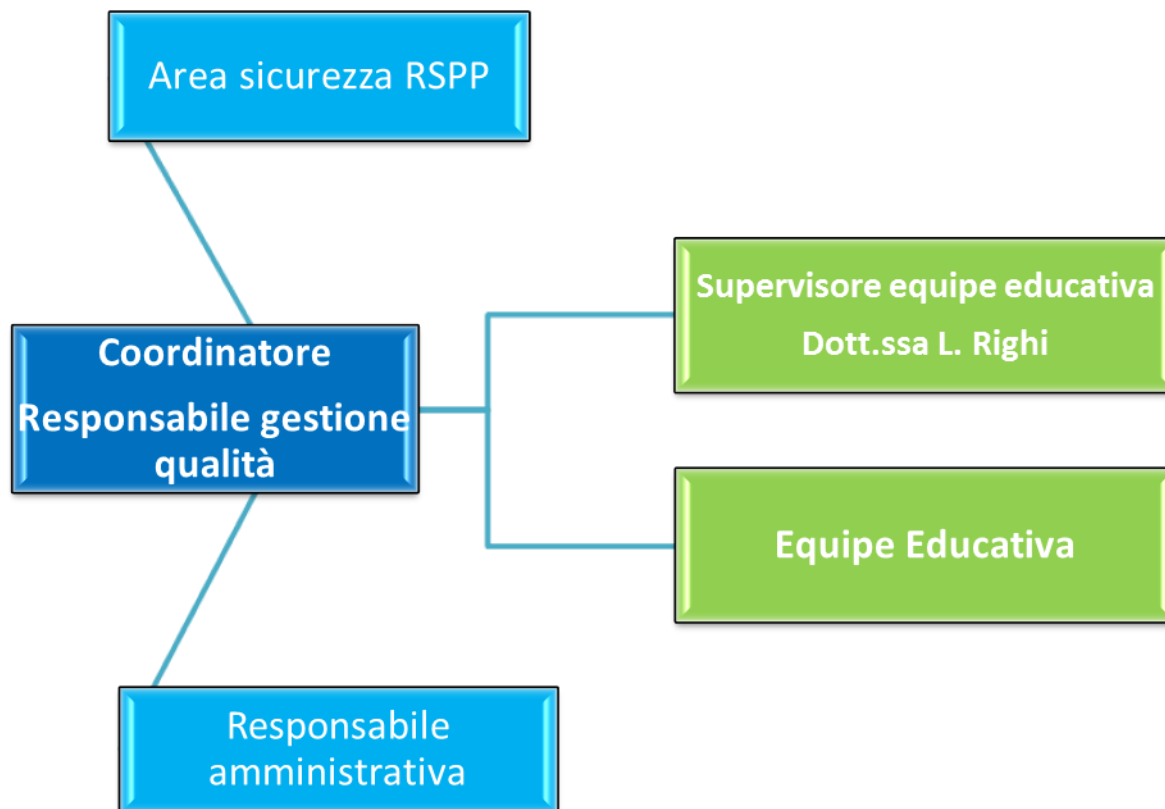 Area sicurezza RSPP
Coordinatore
Responsabile gestione
qualità
Supervisore equipe educativa
Dott.ssa L. Righi
Equipe Educativa
Responsabile
amministrativa